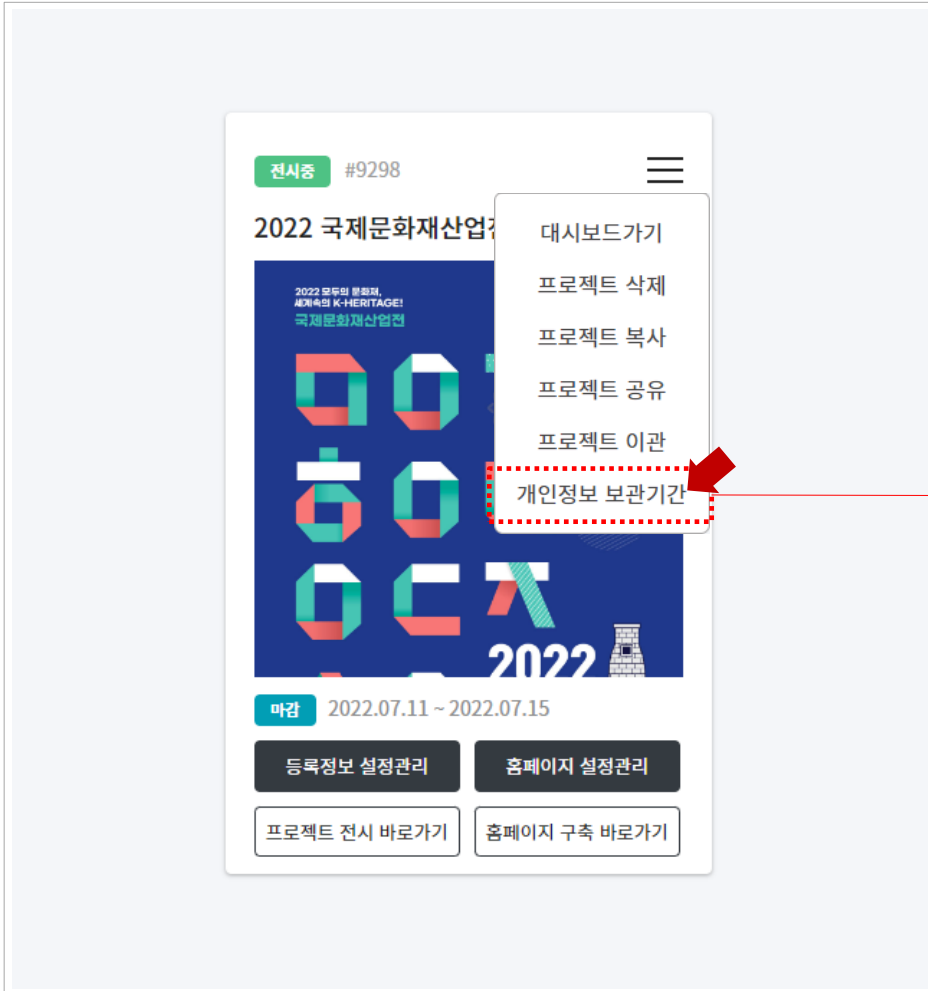 전시중 #9298
2022 국제문화재산업전
대시보드가기
프로젝트 삭제
프로젝트 복사
프로젝트 공유
프로젝트 이관
개인정보 보관기간
2022 모두의 문화재,
세계속의 K-HERITAGE!
국제문화재산업전
2022
마감 2022.07.11 ~ 2022.07.15
등록정보 설정관리 홈페이지 설정관리
프로젝트 전시 바로가기 홈페이지 구축 바로가기